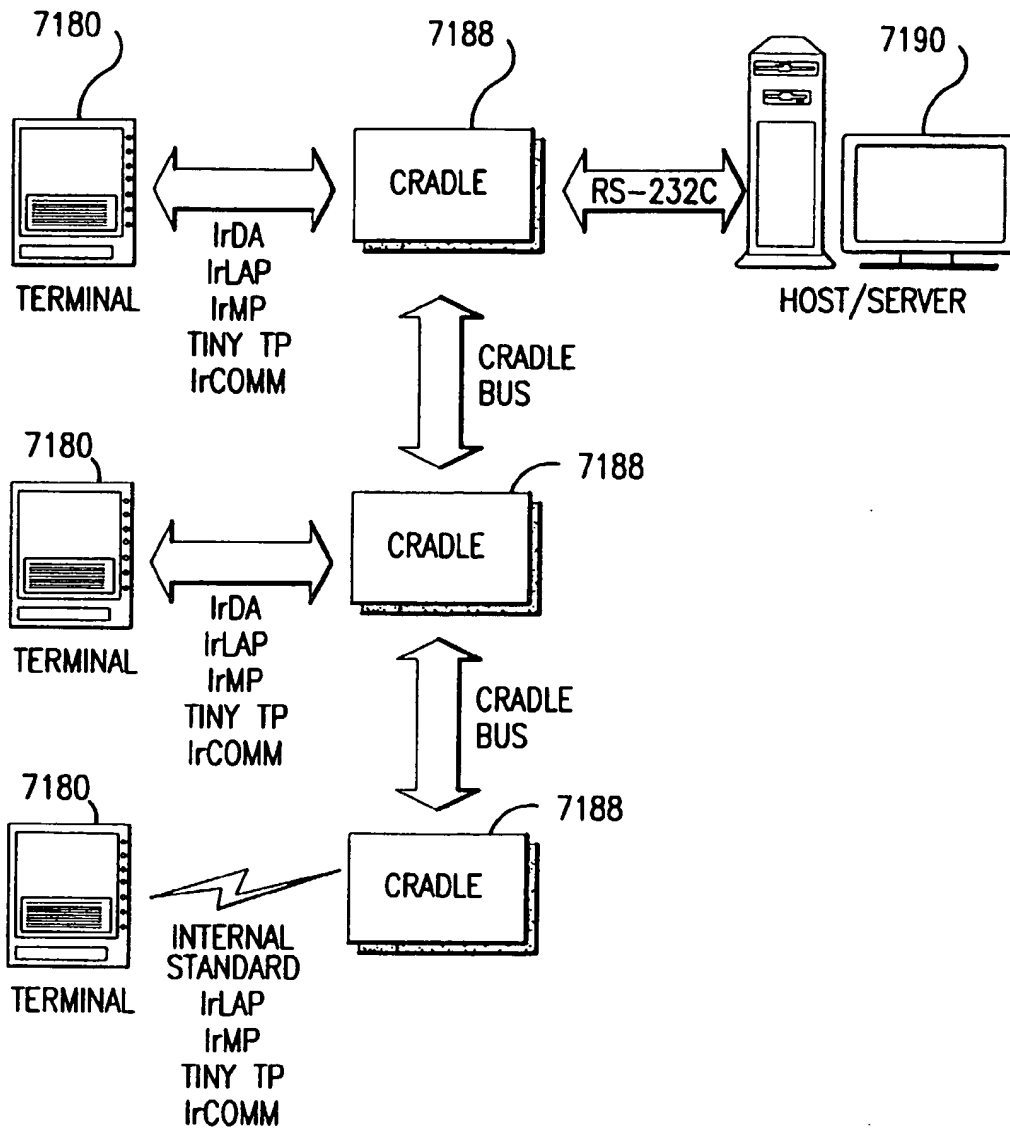 7180
7188
7190
CRADLE
RS-232C
TERMINAL
IrDA
IrLAP
IrMP
TINY TP
IrCOMM
HOST/SERVER
CRADLE
BUS
7180
7188
CRADLE
TERMINAL
IrDA
IrLAP
IrMP
TINY TP
IrCOMM
CRADLE
BUS
7180
7188
CRADLE
TERMINAL
INTERNAL
STANDARD
IrLAP
IrMP
TINY TP
IrCOMM